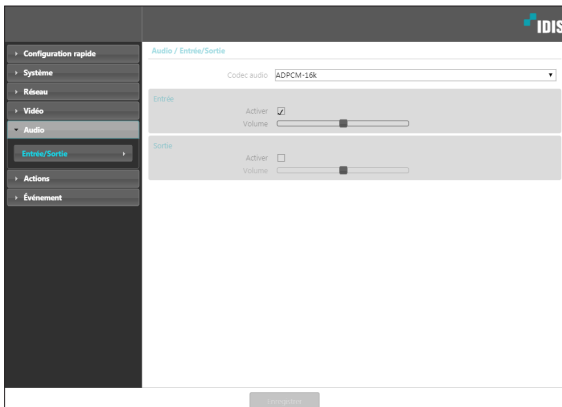 IDIS
Configuration rapide
Système
Réseau
Vidéo
Audio
Entrée/Sortie
Actions
Événement
Audio / Entrée/Sortie
Codec audio ADPCM-16k
Entrée
Activer
Volume
Sortie
Activer
Volume
Enregistrer